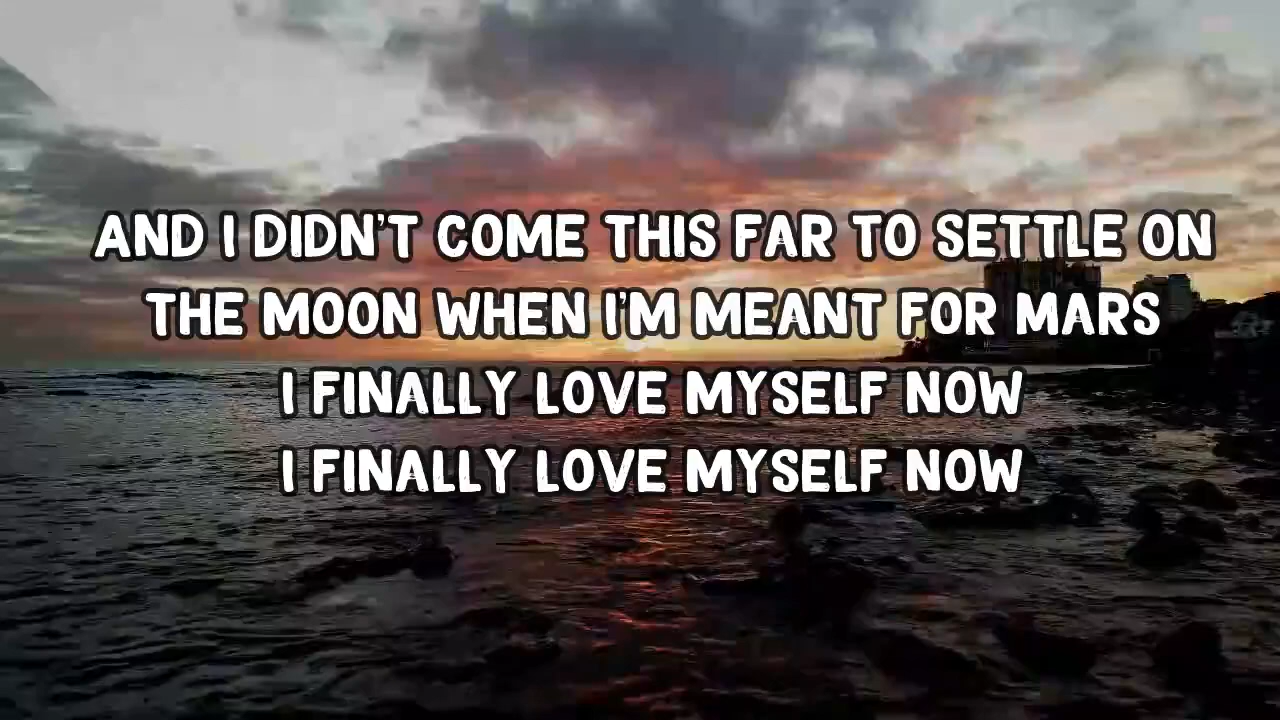 AND I DIDN'T COME THIS FAR TO SETTLE ON
THE MOON WHEN I'M MEANT FOR MARS
I FINALLY LOVE MYSELF NOW
I FINALLY LOVE MYSELF NOW